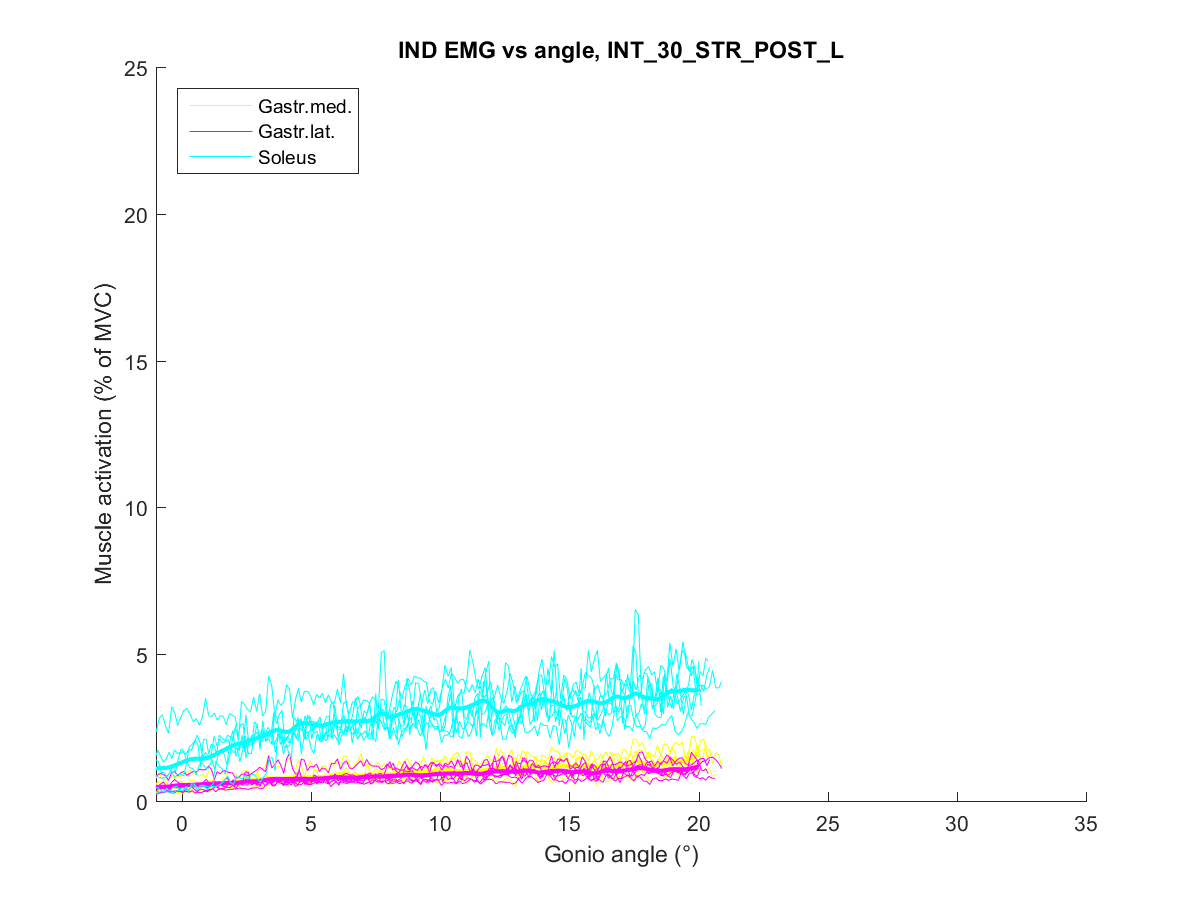 IND EMG vs angle, INT_30_STR_POST_L
25
20
15
10
5
0
Muscle activation (% of MVC)
Gastr.med.
Gastr.lat.
Soleus
0 5 10 15 20 25 30 35
Gonio angle (°)